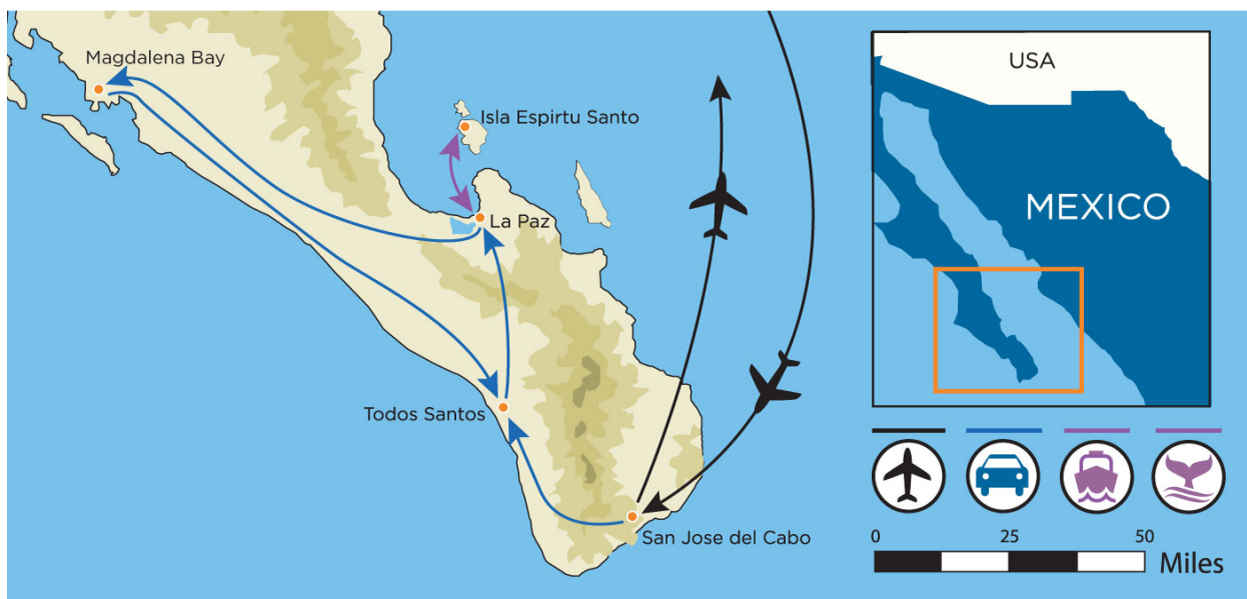 Magdalena Bay
Isla Espirtu Santo
La Paz
Todos Santos
San Jose del Cabo
USA
MEXICO
0 25 50
Miles